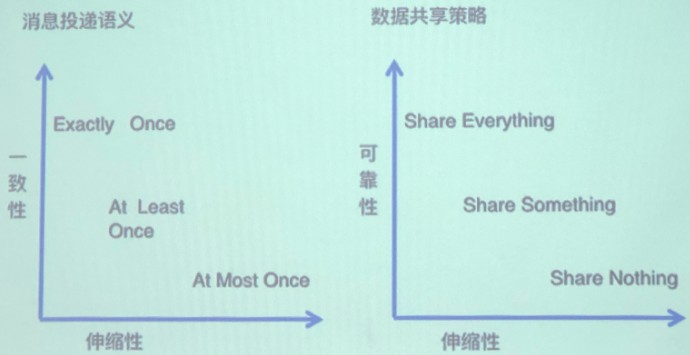 消息投递语义
Exactly Once
一致性
At Least
Once
At Most Once
伸缩性
数据共享策略
Share Everything
可靠性
Share Something
Share Nothing
伸缩性